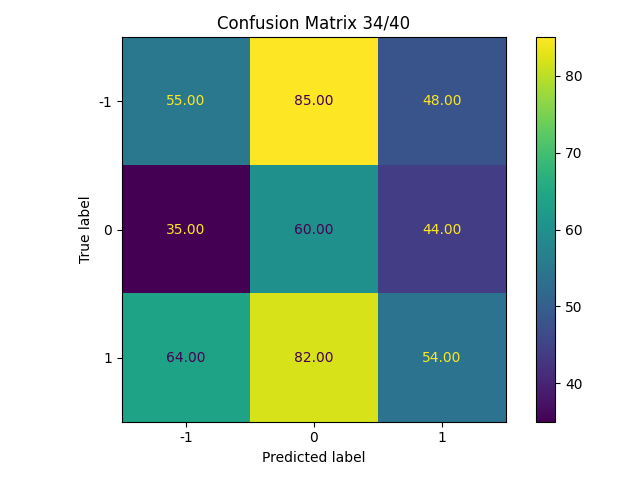 Confusion Matrix 34/40
True label
-1 55.00 85.00 48.00
0 35.00 60.00 44.00
1 64.00 82.00 54.00
-1 0 1
Predicted label
80
70
60
50
40